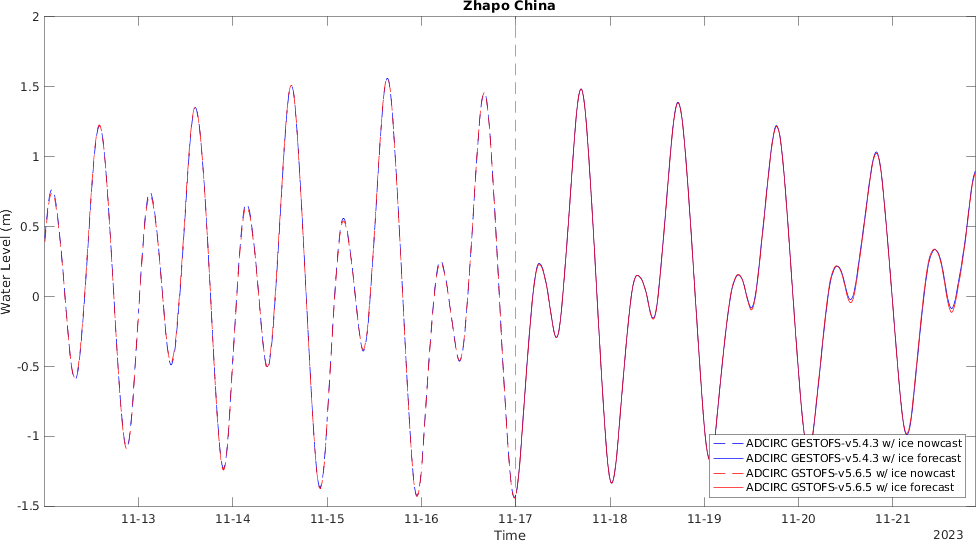 Zhapo China
2
1.5
1
0.5
0
-0.5
-1
-1.5
Water Level (m)
11-13
11-14
11-15
11-16
11-17
11-18
11-19
11-20
11-21
Time
2023
ADCIRC GESTOFS-v5.4.3 w/ ice nowcast
ADCIRC GESTOFS-v5.4.3 w/ ice forecast
ADCIRC GSTOFS-v5.6.5 w/ ice nowcast
ADCIRC GSTOFS-v5.6.5 w/ ice forecast